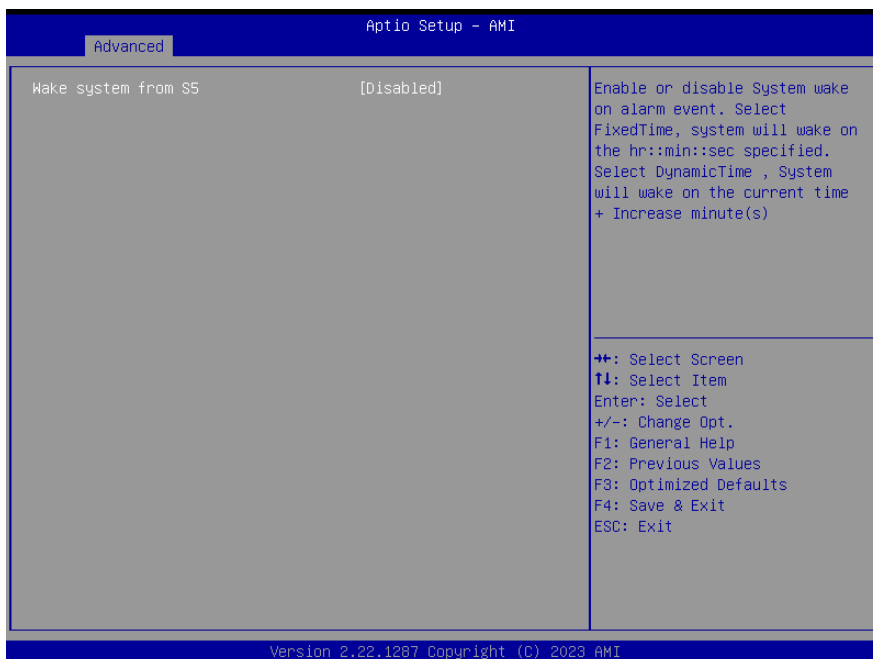 Aptio Setup – AMI
Advanced
Wake system from S5 [Disabled]
Enable or disable System wake
on alarm event. Select
FixedTime, system will wake on
the hr::min::sec specified.
Select DynamicTime , System
will wake on the current time
+ Increase minute(s)
→←: Select Screen
↑↓: Select Item
Enter: Select
+/-: Change Opt.
F1: General Help
F2: Previous Values
F3: Optimized Defaults
F4: Save & Exit
ESC: Exit
Version 2.22.1287 Copyright (C) 2023 AMI